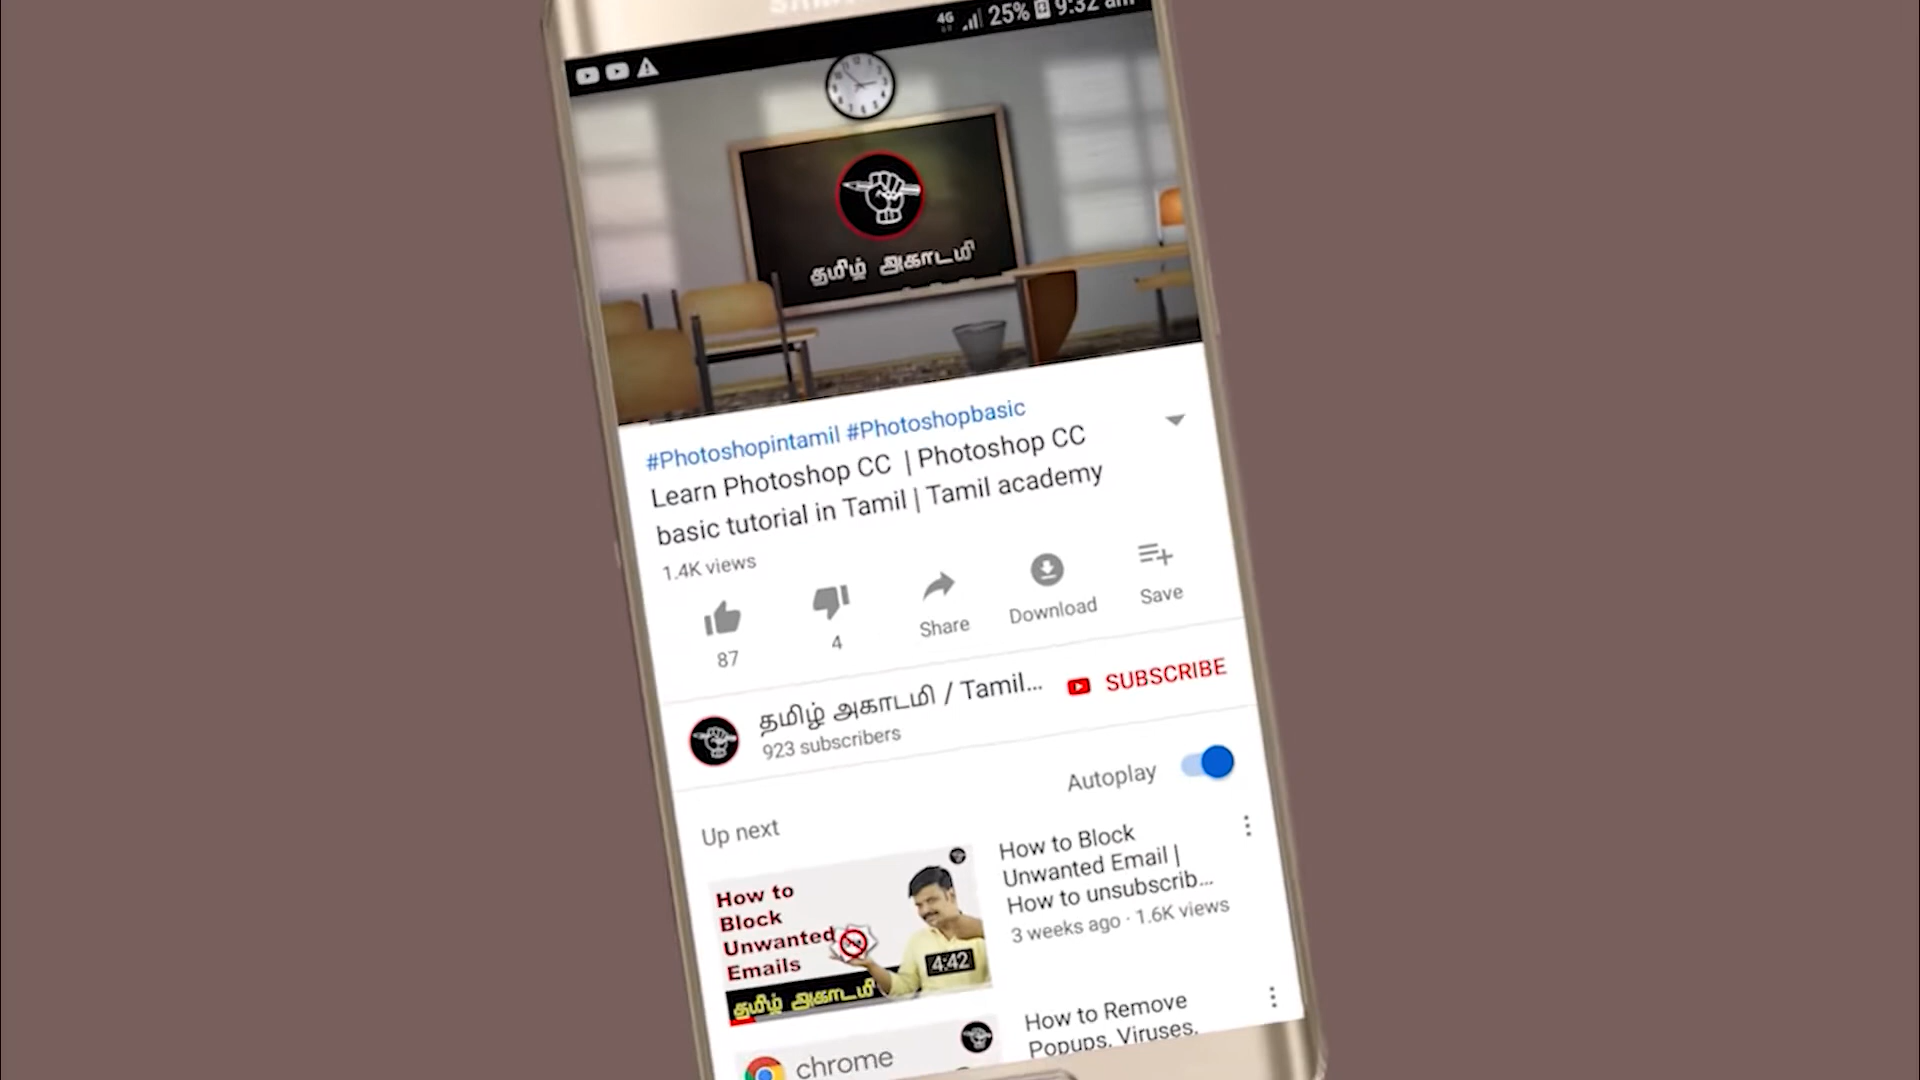 4G 25% 9:32 am
தமிழ் அகாடமி
#Photoshopintamil #Photoshopbasic
Learn Photoshop CC | Photoshop CC
basic tutorial in Tamil | Tamil academy
1.4K views
87
4
Share
Download
Save
தமிழ் அகாடமி / Tamil...
SUBSCRIBE
923 subscribers
Autoplay
Up next
How to
Block
Unwanted
Emails
4:42
தமிழ் அகாடமி
How to Block
Unwanted Email |
How to unsubscrib...
3 weeks ago · 1.6K views
chrome
How to Remove
Popups, Viruses,